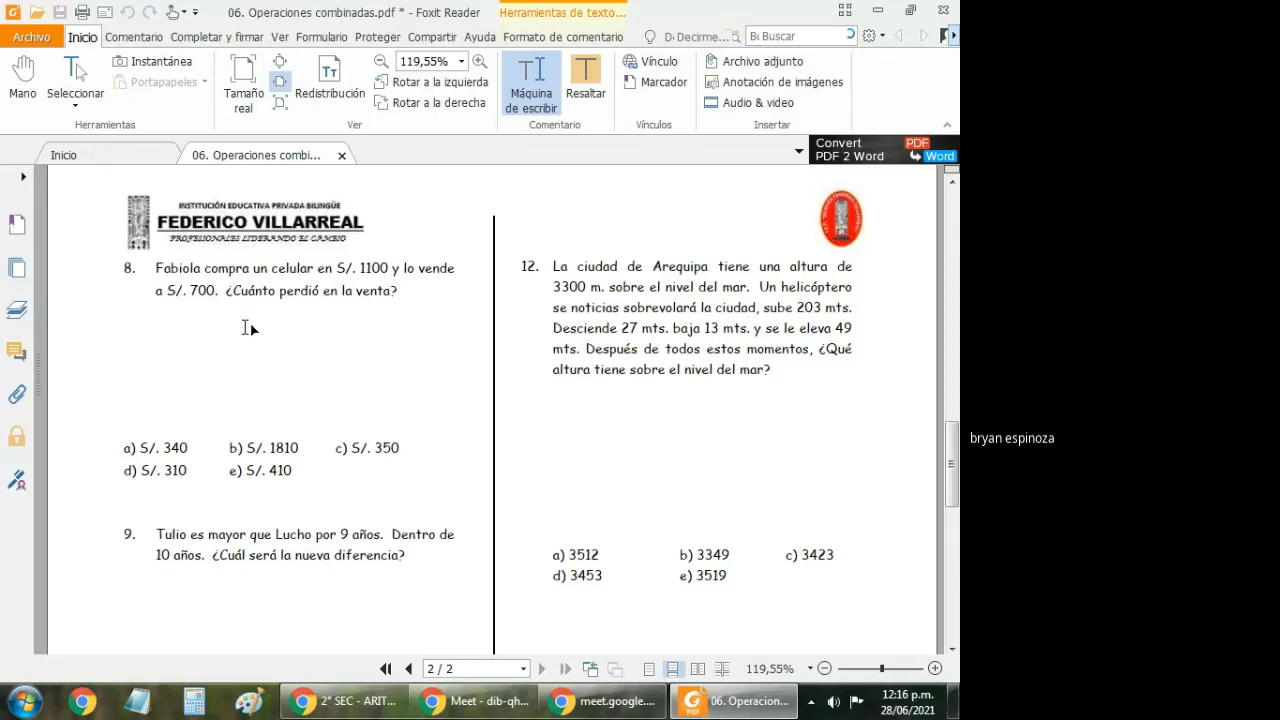 06. Operaciones combinadas.pdf * - Foxit Reader
Herramientas de texto...
Archivo
Inicio
Comentario
Completar y firmar
Ver
Formulario
Proteger
Compartir
Ayuda
Formato de comentario
Decirme...
Buscar
Mano
Seleccionar
Instantánea
Portapapeles
Herramientas
Tamaño real
119,55%
Redistribución
Rotar a la izquierda
Rotar a la derecha
Ver
Máquina de escribir
Resaltar
Comentario
Vínculo
Marcador
Vínculos
Archivo adjunto
Anotación de imágenes
Audio & video
Insertar
Inicio
06. Operaciones combi...
Convert
PDF 2 Word
PDF
Word
INSTITUCIÓN EDUCATIVA PRIVADA BILINGÜE
FEDERICO VILLARREAL
PROFESIONALES LIDERANDO EL CAMBIO
8. Fabiola compra un celular en S/. 1100 y lo vende
a S/. 700. ¿Cuánto perdió en la venta?
a) S/. 340 b) S/. 1810 c) S/. 350
d) S/. 310 e) S/. 410
9. Tulio es mayor que Lucho por 9 años. Dentro de
10 años. ¿Cuál será la nueva diferencia?
12. La ciudad de Arequipa tiene una altura de
3300 m. sobre el nivel del mar. Un helicóptero
se noticias sobrevolará la ciudad, sube 203 mts.
Desciende 27 mts. baja 13 mts. y se le eleva 49
mts. Después de todos estos momentos, ¿Qué
altura tiene sobre el nivel del mar?
a) 3512 b) 3349 c) 3423
d) 3453 e) 3519
bryan espinoza
2 / 2
119,55%
2° SEC - ARIT...
Meet - dib-qh...
meet.google....
06. Operacion...
12:16 p.m.
28/06/2021